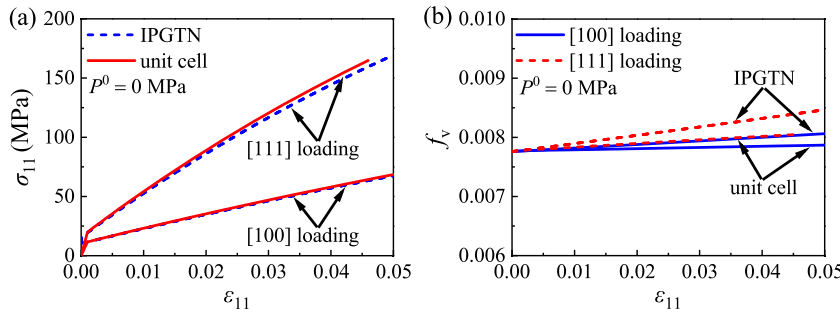 (a)
200
150
100
50
0
0.00 0.01 0.02 0.03 0.04 0.05
σ11 (MPa)
ε11
IPGTN
unit cell
P⁰ = 0 MPa
[111] loading
[100] loading
(b)
0.010
0.009
0.008
0.007
0.006
0.00 0.01 0.02 0.03 0.04 0.05
fv
ε11
[100] loading
[111] loading
P⁰ = 0 MPa
IPGTN
unit cell